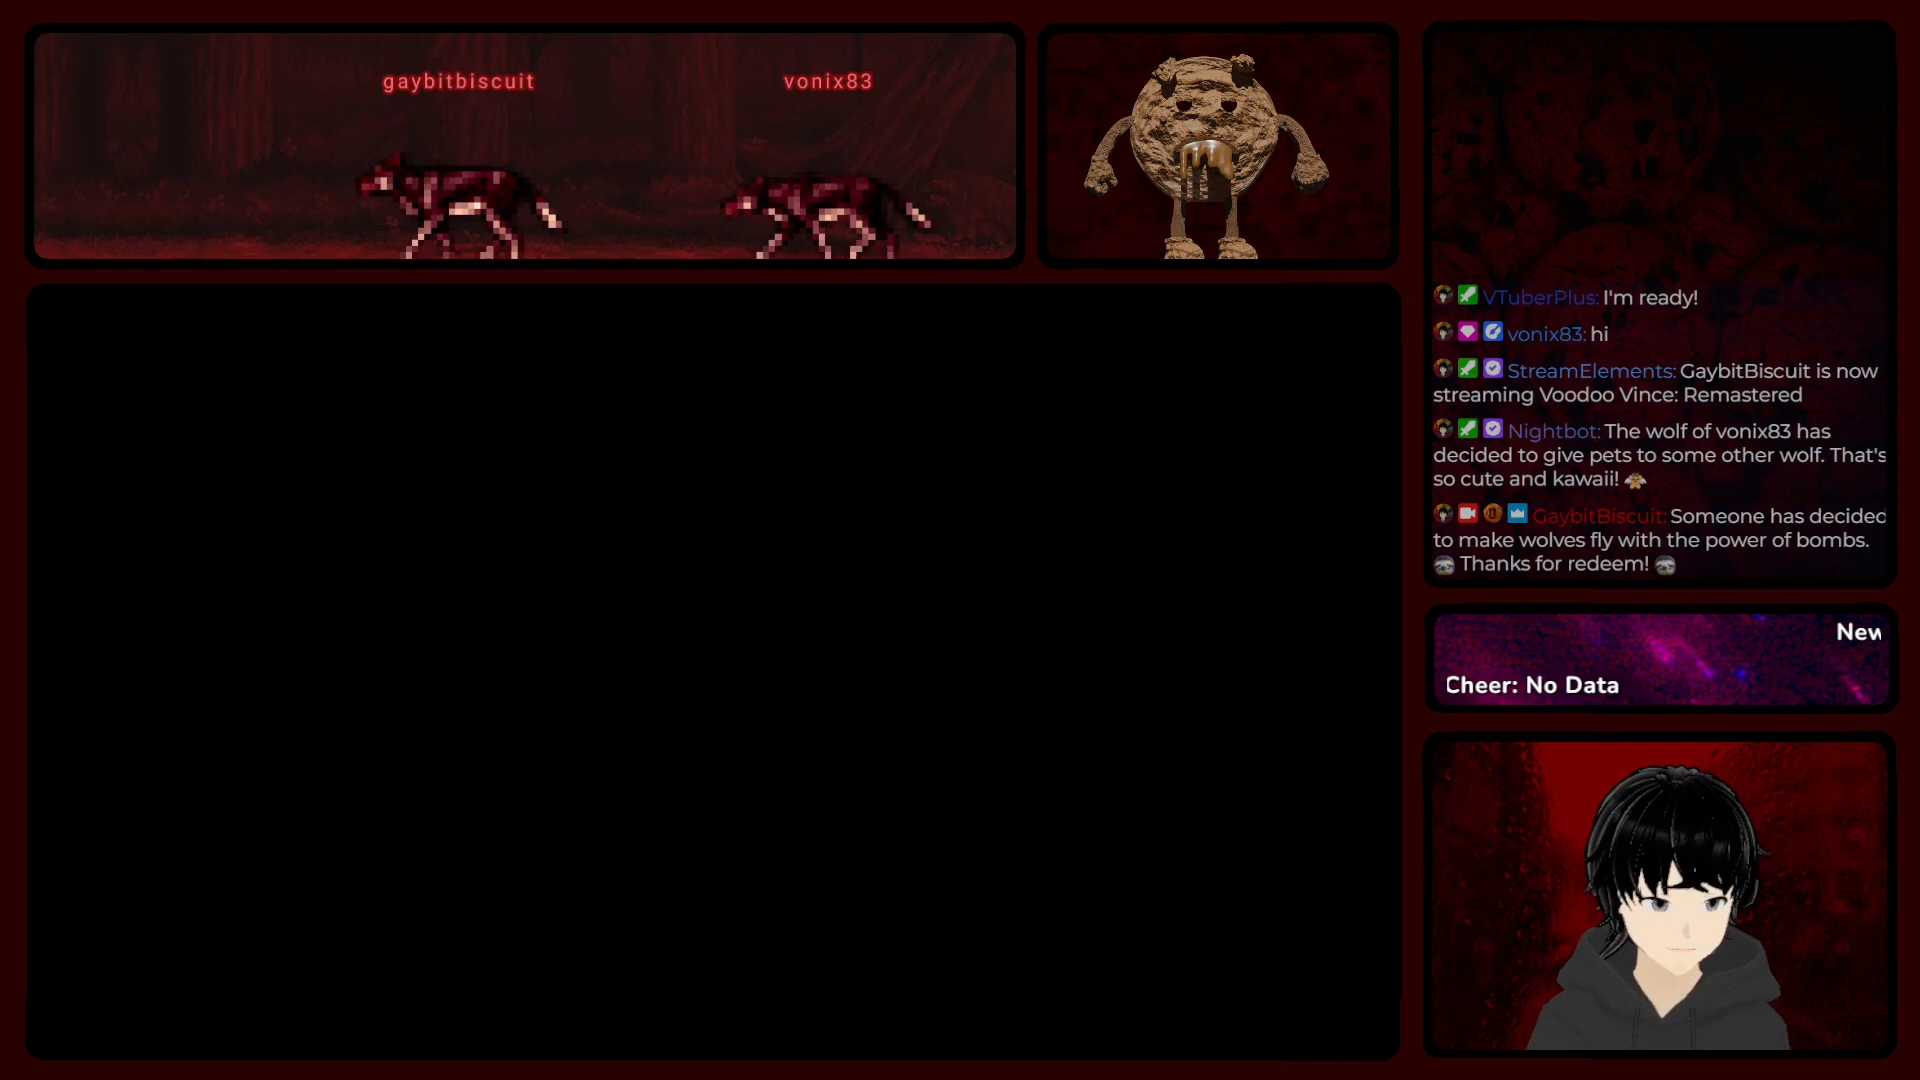 gaybitbiscuit
vonix83
VTuberPlus: I'm ready!
vonix83: hi
StreamElements: GaybitBiscuit is now
streaming Voodoo Vince: Remastered
Nightbot: The wolf of vonix83 has
decided to give pets to some other wolf. That's
so cute and kawaii!
GaybitBiscuit: Someone has decided
to make wolves fly with the power of bombs.
Thanks for redeem!
New
Cheer: No Data